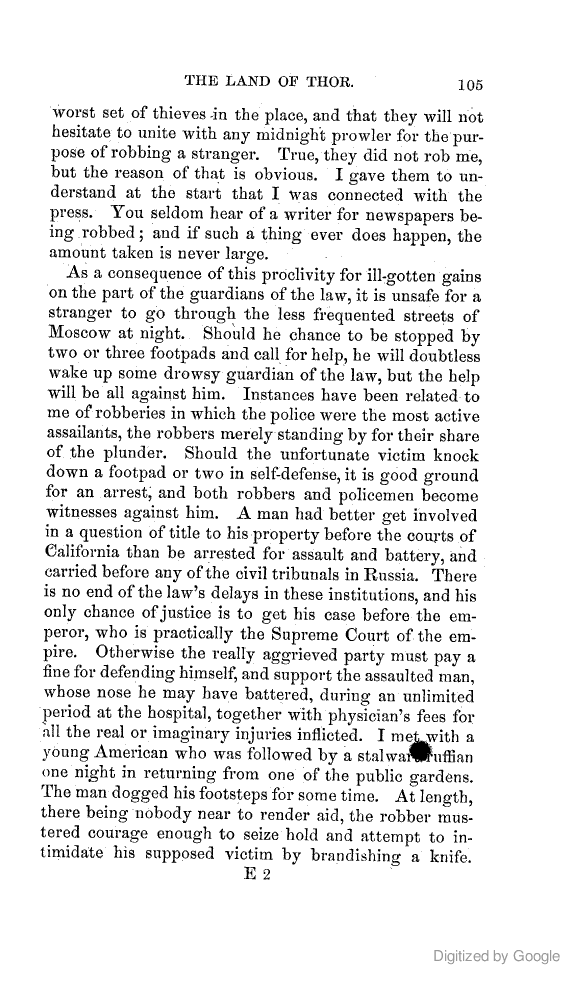 THE LAND OF THOR. 105
worst set of thieves in the place, and that they will not
hesitate to unite with any midnight prowler for the pur-
pose of robbing a stranger. True, they did not rob me,
but the reason of that is obvious. I gave them to un-
derstand at the start that I was connected with the
press. You seldom hear of a writer for newspapers be-
ing robbed; and if such a thing ever does happen, the
amount taken is never large.
As a consequence of this proclivity for ill-gotten gains
on the part of the guardians of the law, it is unsafe for a
stranger to go through the less frequented streets of
Moscow at night. Should he chance to be stopped by
two or three footpads and call for help, he will doubtless
wake up some drowsy guardian of the law, but the help
will be all against him. Instances have been related to
me of robberies in which the police were the most active
assailants, the robbers merely standing by for their share
of the plunder. Should the unfortunate victim knock
down a footpad or two in self-defense, it is good ground
for an arrest, and both robbers and policemen become
witnesses against him. A man had better get involved
in a question of title to his property before the courts of
California than be arrested for assault and battery, and
carried before any of the civil tribunals in Russia. There
is no end of the law's delays in these institutions, and his
only chance of justice is to get his case before the em-
peror, who is practically the Supreme Court of the em-
pire. Otherwise the really aggrieved party must pay a
fine for defending himself, and support the assaulted man,
whose nose he may have battered, during an unlimited
period at the hospital, together with physician's fees for
all the real or imaginary injuries inflicted. I met with a
young American who was followed by a stalwart ruffian
one night in returning from one of the public gardens.
The man dogged his footsteps for some time. At length,
there being nobody near to render aid, the robber mus-
tered courage enough to seize hold and attempt to in-
timidate his supposed victim by brandishing a knife.
E 2
Digitized by Google